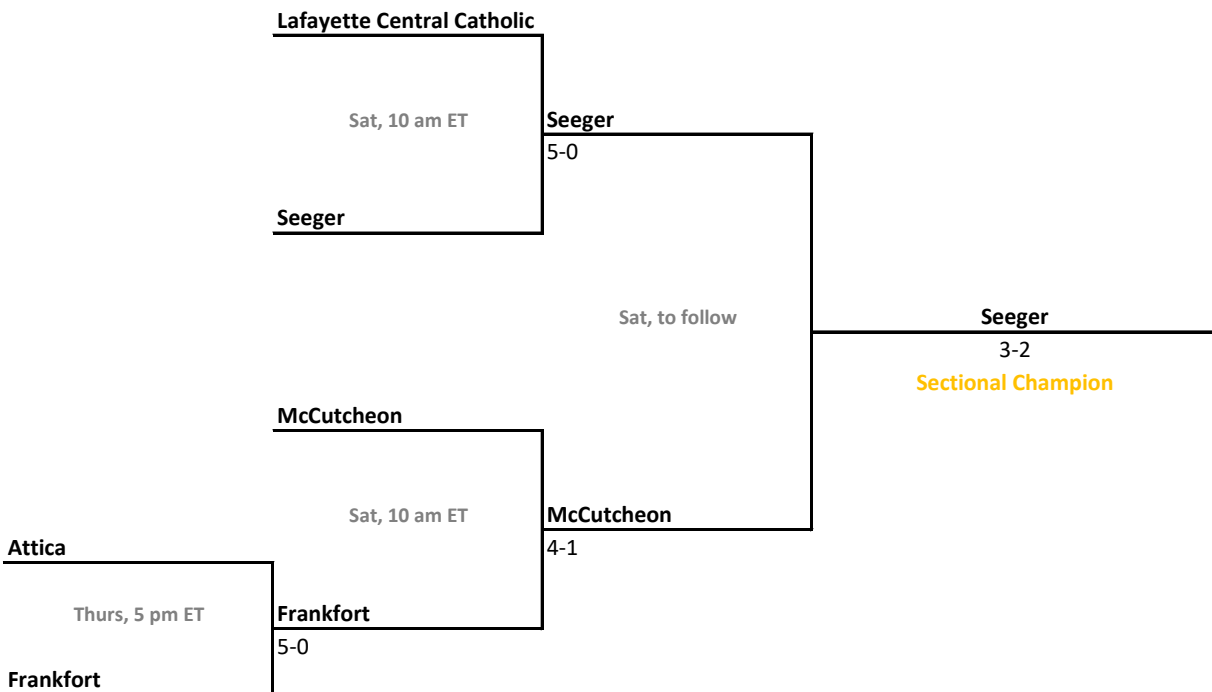 Lafayette Central Catholic
Sat, 10 am ET
Seeger
5-0
Seeger
Sat, to follow
Seeger
3-2
Sectional Champion
McCutcheon
Sat, 10 am ET
McCutcheon
4-1
Attica
Thurs, 5 pm ET
Frankfort
5-0
Frankfort